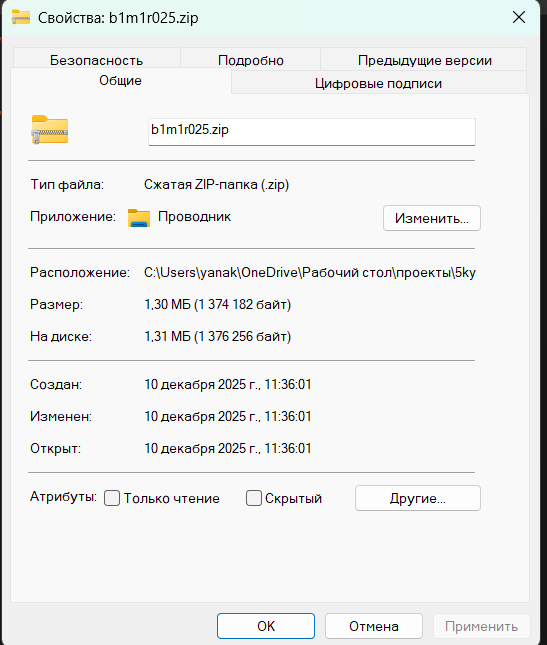 Свойства: b1m1r025.zip
Безопасность Подробно Предыдущие версии
Общие Цифровые подписи
b1m1r025.zip
Тип файла: Сжатая ZIP-папка (.zip)
Приложение: Проводник Изменить...
Расположение: C:\Users\yanak\OneDrive\Рабочий стол\проекты\5ky
Размер: 1,30 МБ (1 374 182 байт)
На диске: 1,31 МБ (1 376 256 байт)
Создан: 10 декабря 2025 г., 11:36:01
Изменен: 10 декабря 2025 г., 11:36:01
Открыт: 10 декабря 2025 г., 11:36:01
Атрибуты: Только чтение Скрытый Другие...
OK Отмена Применить